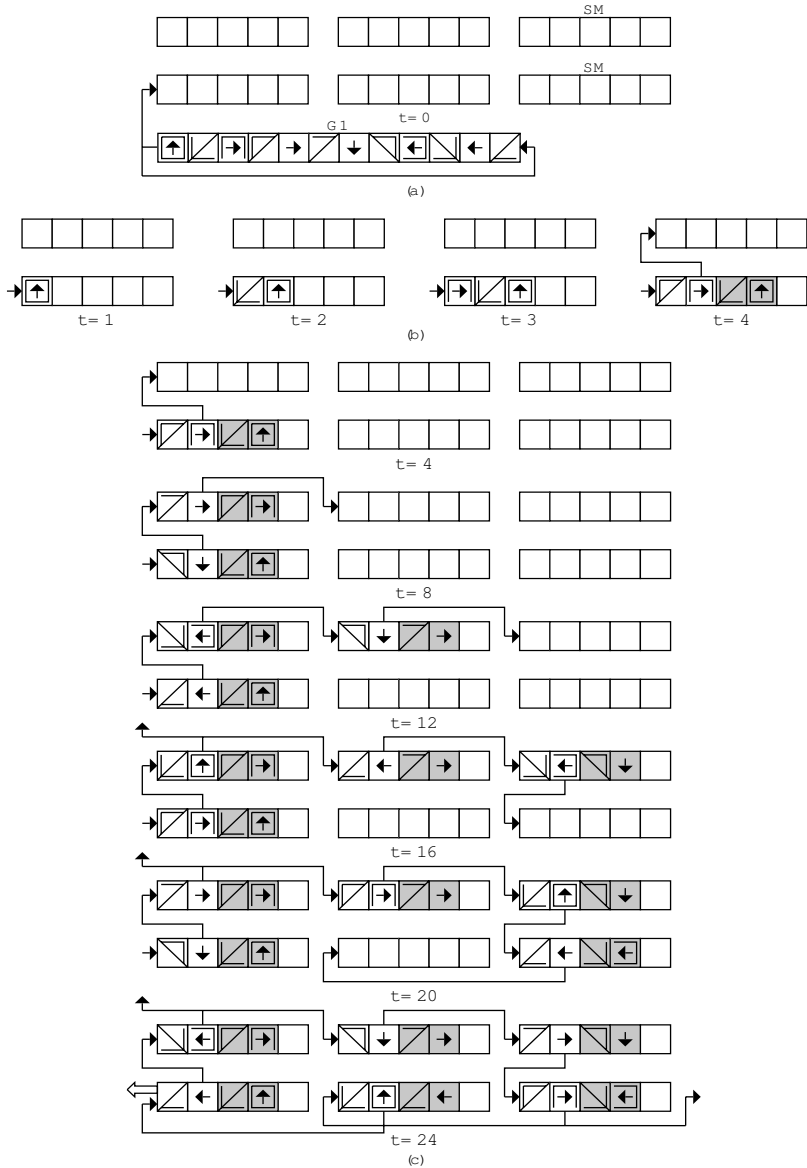 SM
SM
t= 0
G1
(a)
t= 1 t= 2 t= 3 t= 4
(b)
t= 4
t= 8
t= 12
t= 16
t= 20
t= 24
(c)